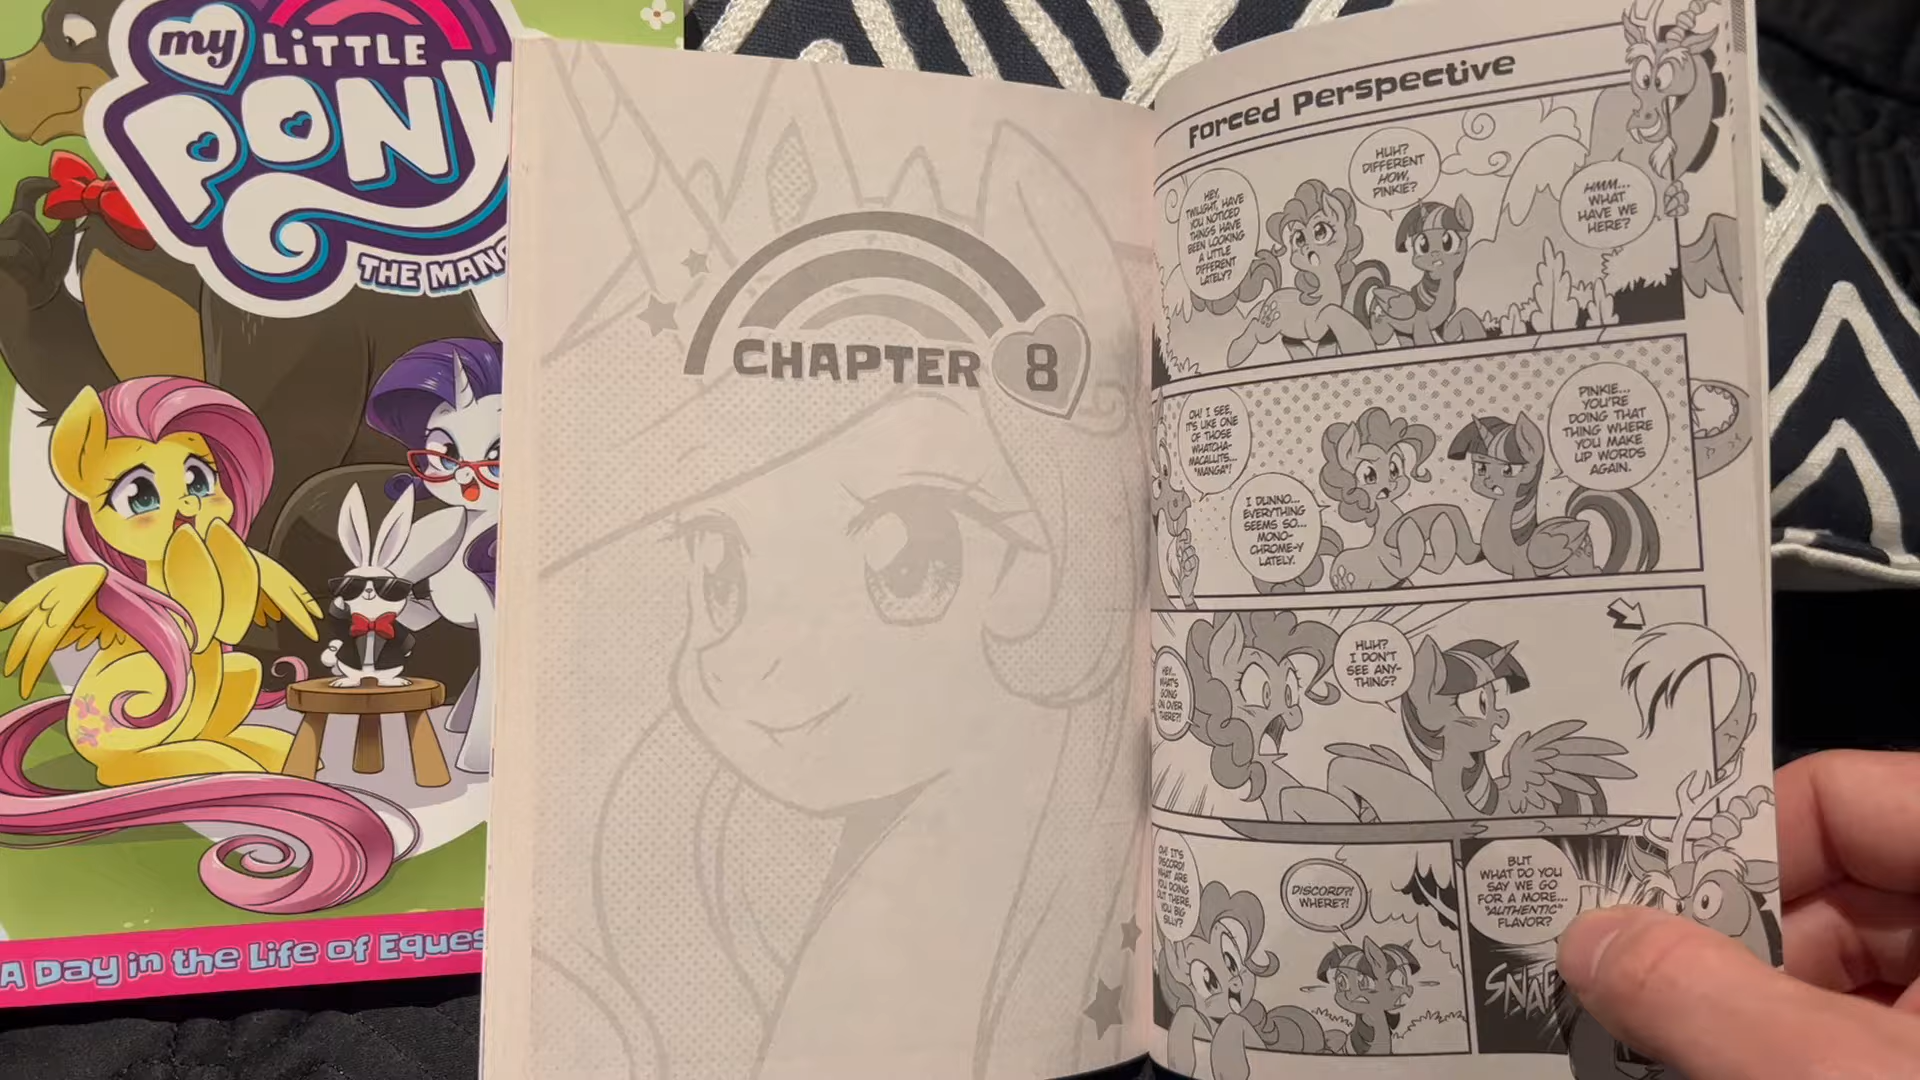 my
LiTTLE
PONY
THE MANG
A Day in the Life of Eques
CHAPTER 8
Forced Perspective
HEY,
TWILIGHT, HAVE
YOU NOTICED
THINGS HAVE
BEEN LOOKING
A LITTLE
DIFFERENT
LATELY?
HUH?
DIFFERENT
HOW,
PINKIE?
HMM...
WHAT
HAVE WE
HERE?
OH! I SEE,
IT'S LIKE ONE
OF THOSE
WHATCHA-
MACALLITS...
"MANGA"!
I DUNNO...
EVERYTHING
SEEMS SO...
MONO-
CHROME-Y
LATELY.
PINKIE...
YOU'RE
DOING THAT
THING WHERE
YOU MAKE
UP WORDS
AGAIN.
HEY...
WHAT'S
GOING
ON OVER
THERE?!
HUH?
I DON'T
SEE ANY-
THING?
OH! IT'S
DISCORD!
WHAT ARE
YOU DOING
OUT THERE,
YOU BIG
SILLY?
DISCORD?!
WHERE?!
BUT
WHAT DO YOU
SAY WE GO
FOR A MORE...
"AUTHENTIC"
FLAVOR?
SNAP